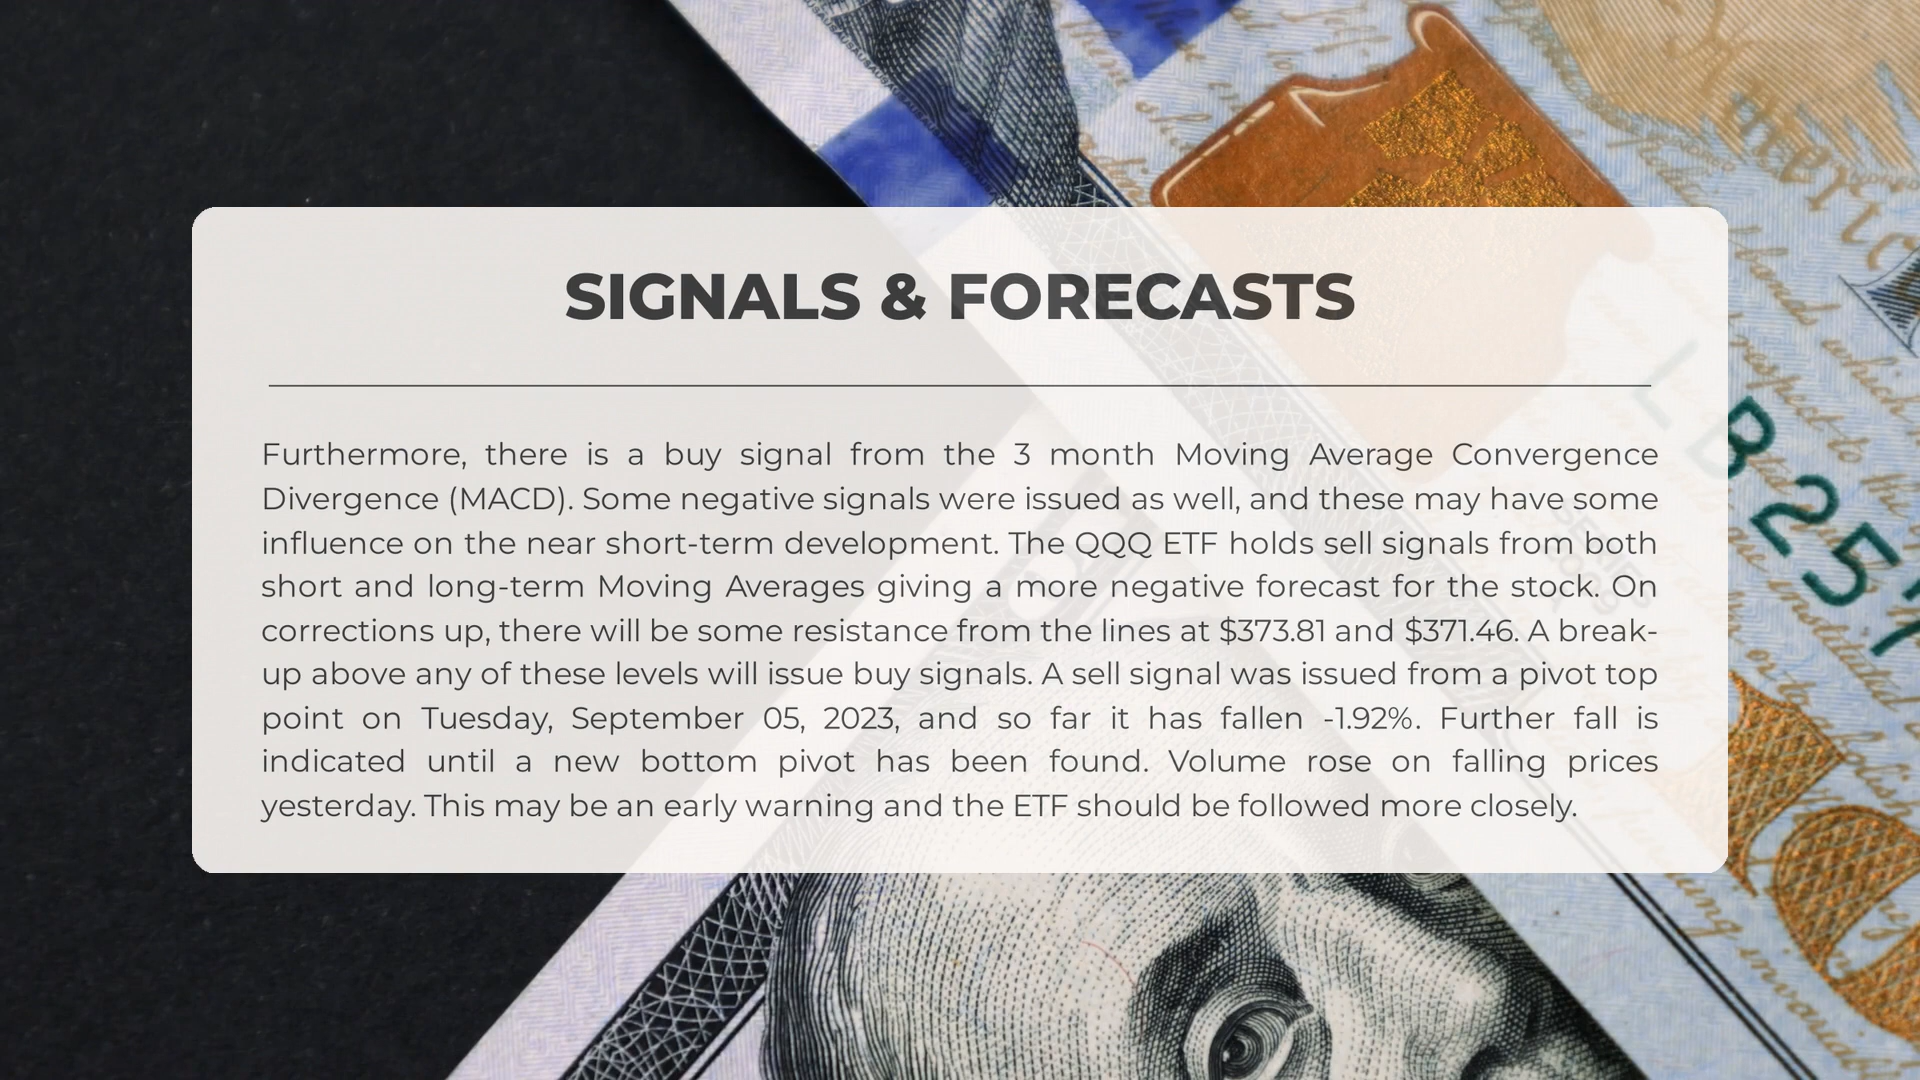 SIGNALS & FORECASTS
Furthermore, there is a buy signal from the 3 month Moving Average Convergence
Divergence (MACD). Some negative signals were issued as well, and these may have some
influence on the near short-term development. The QQQ ETF holds sell signals from both
short and long-term Moving Averages giving a more negative forecast for the stock. On
corrections up, there will be some resistance from the lines at $373.81 and $371.46. A break-
up above any of these levels will issue buy signals. A sell signal was issued from a pivot top
point on Tuesday, September 05, 2023, and so far it has fallen -1.92%. Further fall is
indicated until a new bottom pivot has been found. Volume rose on falling prices
yesterday. This may be an early warning and the ETF should be followed more closely.
LB257